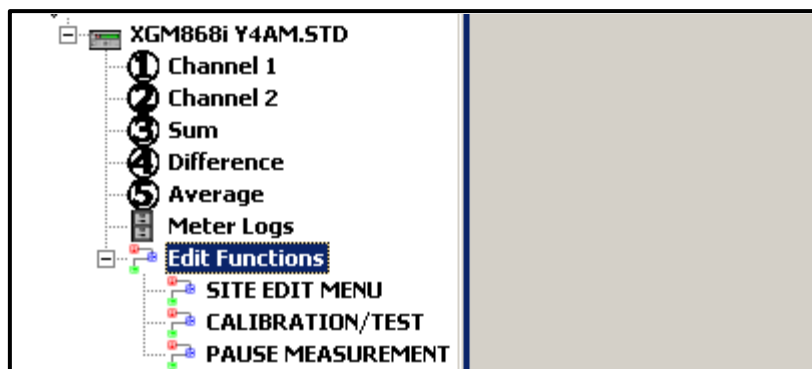 XGM868i Y4AM.STD
1 Channel 1
2 Channel 2
3 Sum
4 Difference
5 Average
Meter Logs
Edit Functions
SITE EDIT MENU
CALIBRATION/TEST
PAUSE MEASUREMENT